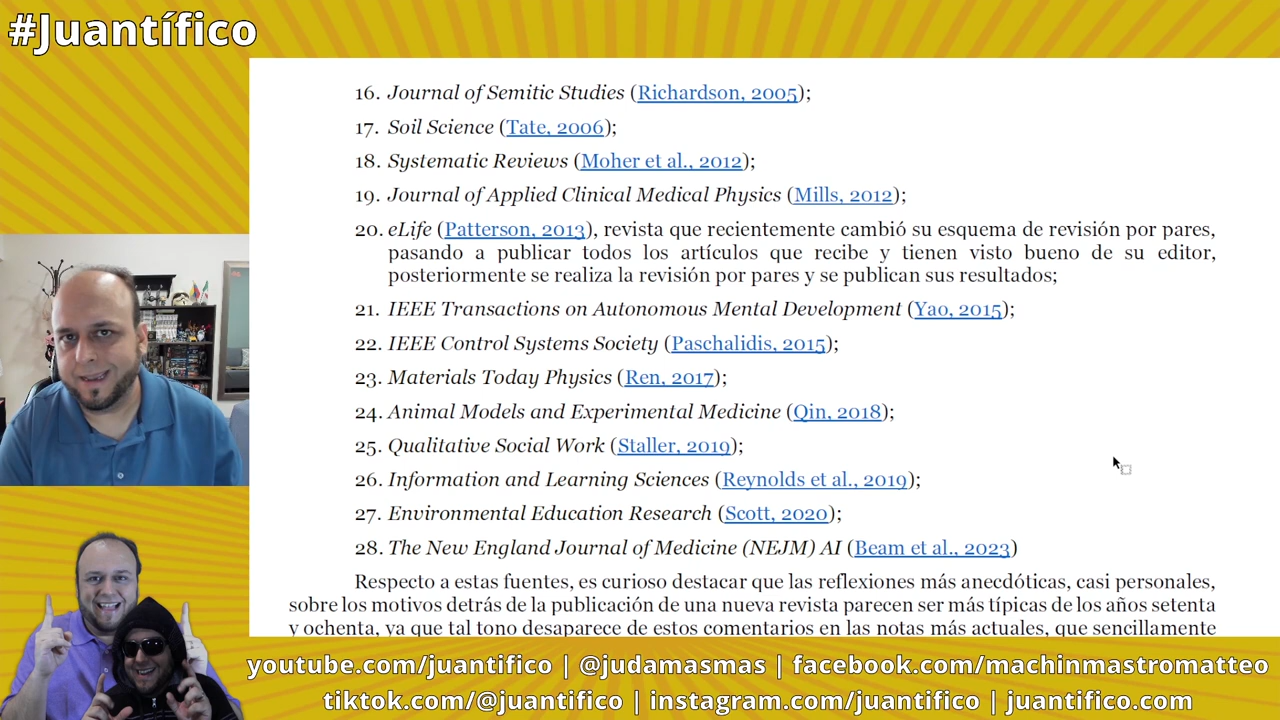 #Juantífico
16. Journal of Semitic Studies (Richardson, 2005);
17. Soil Science (Tate, 2006);
18. Systematic Reviews (Moher et al., 2012);
19. Journal of Applied Clinical Medical Physics (Mills, 2012);
20. eLife (Patterson, 2013), revista que recientemente cambió su esquema de revisión por pares,
pasando a publicar todos los artículos que recibe y tienen visto bueno de su editor,
posteriormente se realiza la revisión por pares y se publican sus resultados;
21. IEEE Transactions on Autonomous Mental Development (Yao, 2015);
22. IEEE Control Systems Society (Paschalidis, 2015);
23. Materials Today Physics (Ren, 2017);
24. Animal Models and Experimental Medicine (Qin, 2018);
25. Qualitative Social Work (Staller, 2019);
26. Information and Learning Sciences (Reynolds et al., 2019);
27. Environmental Education Research (Scott, 2020);
28. The New England Journal of Medicine (NEJM) AI (Beam et al., 2023)
Respecto a estas fuentes, es curioso destacar que las reflexiones más anecdóticas, casi personales,
sobre los motivos detrás de la publicación de una nueva revista parecen ser más típicas de los años setenta
y ochenta, ya que tal tono desaparece de estos comentarios en las notas más actuales, que sencillamente
youtube.com/juantifico | @judamasmas | facebook.com/machinmastromatteo
tiktok.com/@juantifico | instagram.com/juantifico | juantifico.com